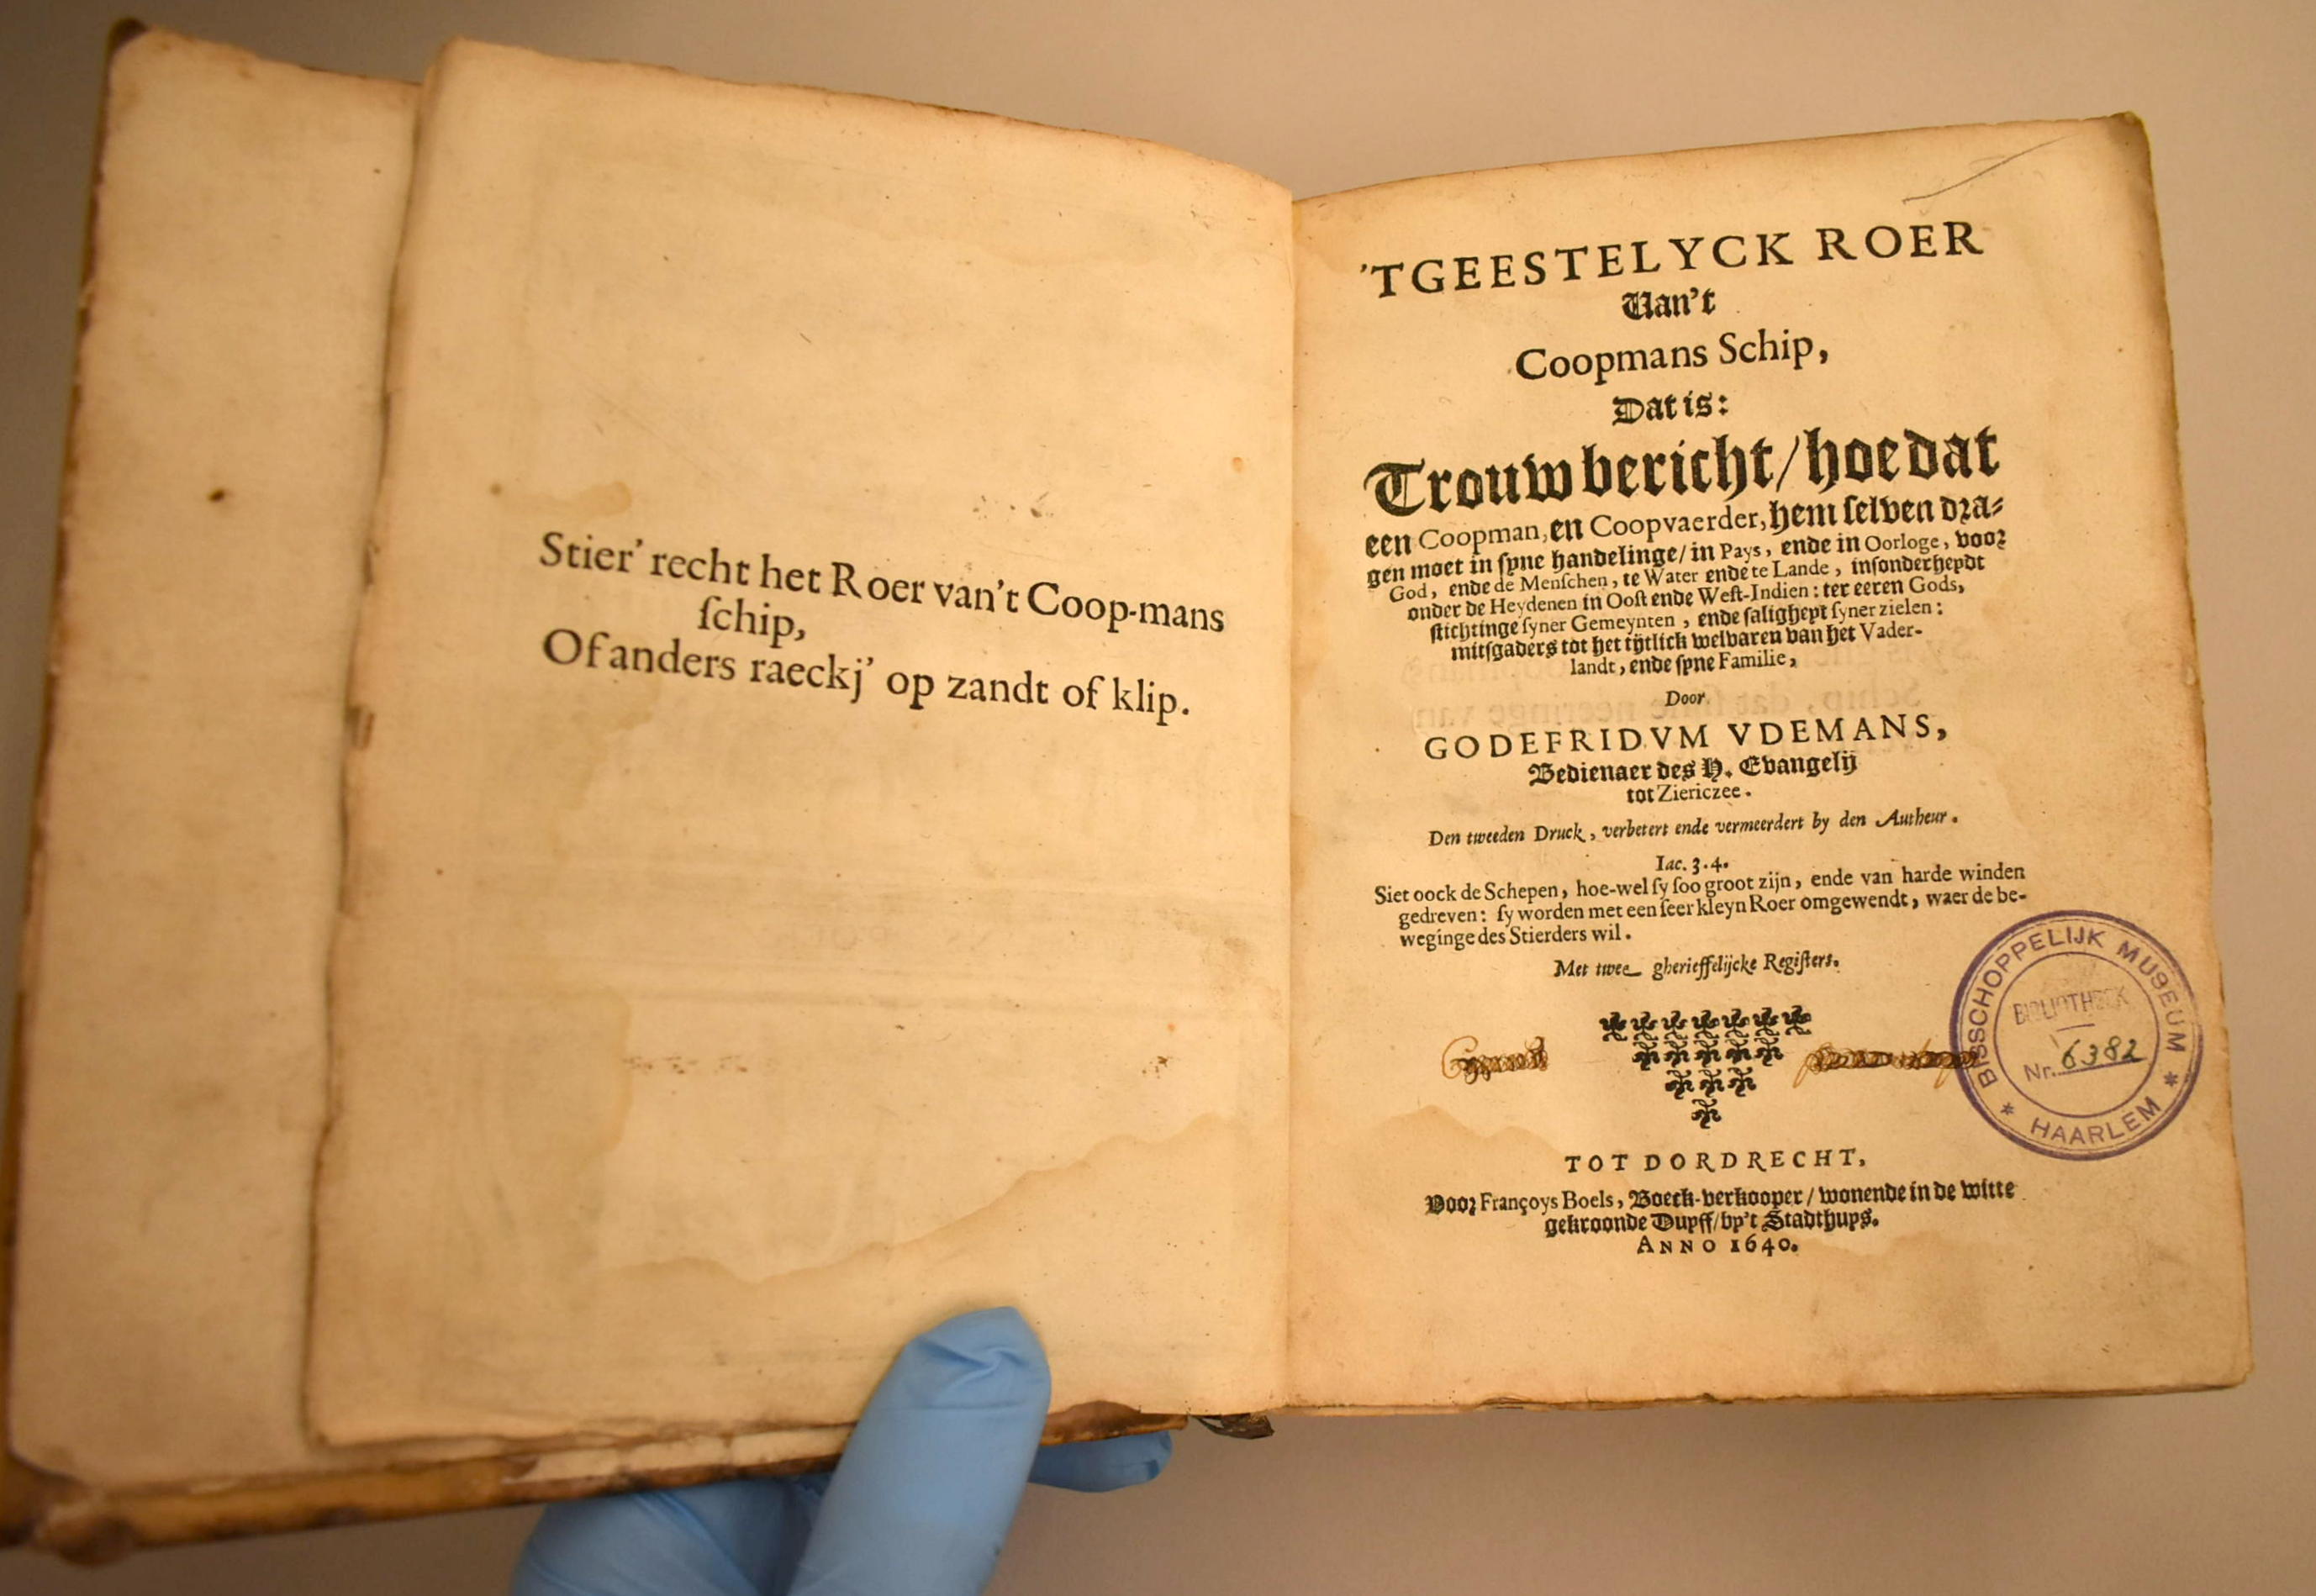 Stier’ recht het Roer van’t Coop-mans
ſchip,
Of anders raeckj’ op zandt of klip.
’TGEESTELYCK ROER
Van’t
Coopmans Schip,
Dat is:
Trouw bericht/ hoe dat
een Coopman, en Coopvaerder, hem ſelven dra⸗
gen moet in ſyne handelinge/ in Pays, ende in Oorloge, voor
God, ende de Menſchen, te Water ende te Lande, inſonderheydt
onder de Heydenen in Ooſt ende Weſt-Indien: ter eeren Gods,
ſtichtinge ſyner Gemeynten, ende ſaligheyt ſyner zielen:
mitſgaders tot het tijtlick welvaren van het Vader-
landt, ende ſyne Familie,
Door
GODEFRIDVM VDEMANS,
Bedienaer des H. Evangelij
tot Ziericzee.
Den tweeden Druck, verbetert ende vermeerdert by den Autheur.
Iac. 3.4.
Siet oock de Schepen, hoe-wel ſy ſoo groot zijn, ende van harde winden
gedreven: ſy worden met een ſeer kleyn Roer omgewendt, waer de be-
weginge des Stierders wil.
Met twee gherieffelijcke Regiſters.
BISSCHOPPELIJK MUSEUM
BIBLIOTHEEK
Nr. 6382
* HAARLEM *
TOT DORDRECHT,
Voor Françoys Boels, Boeck-verkooper/ wonende in de witte
gekroonde Duyff/ by’t Stadthuys.
ANNO 1640.